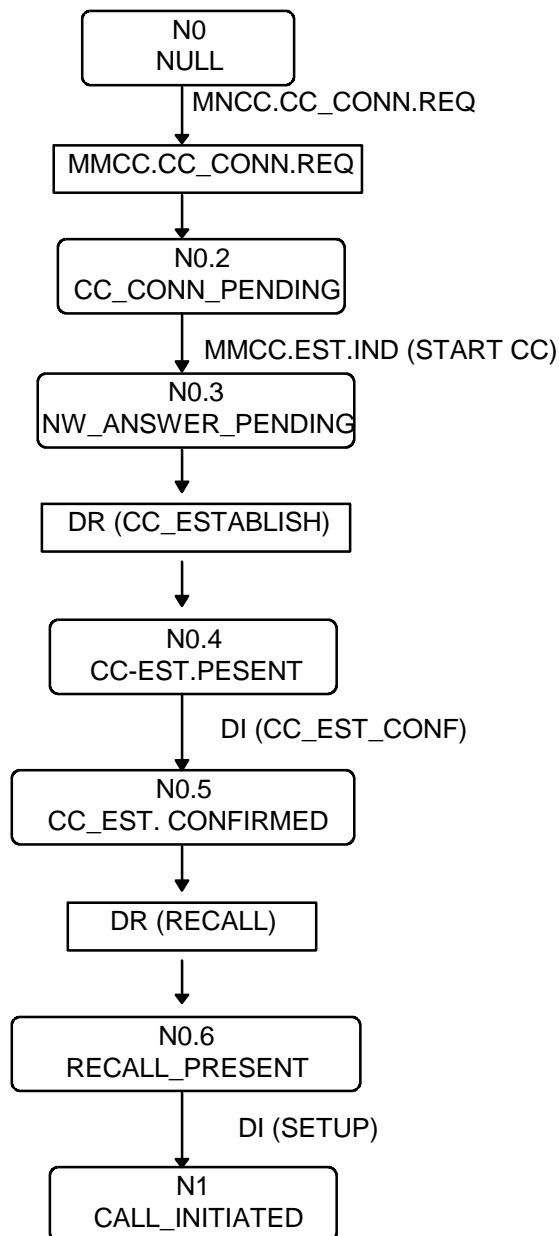 N0
NULL
MNCC.CC_CONN.REQ
MMCC.CC_CONN.REQ
N0.2
CC_CONN_PENDING
MMCC.EST.IND (START CC)
N0.3
NW_ANSWER_PENDING
DR (CC_ESTABLISH)
N0.4
CC-EST.PESENT
DI (CC_EST_CONF)
N0.5
CC_EST. CONFIRMED
DR (RECALL)
N0.6
RECALL_PRESENT
DI (SETUP)
N1
CALL_INITIATED